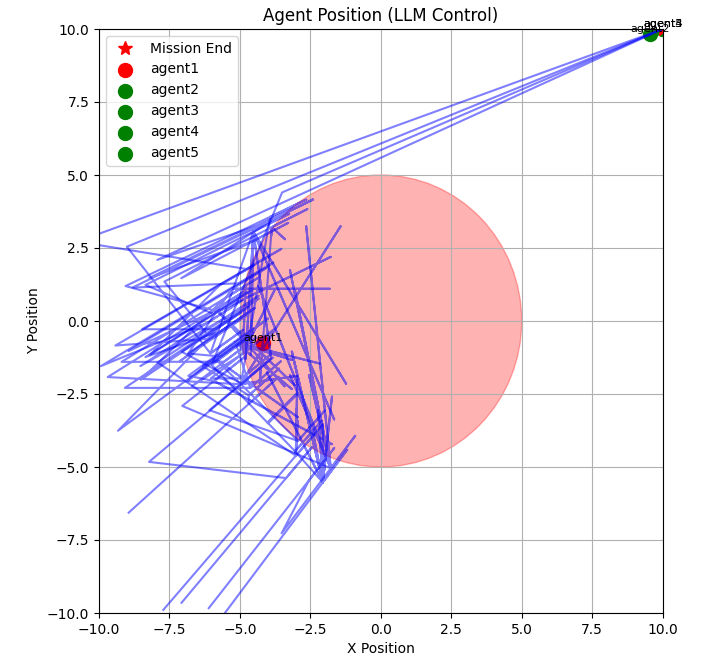 Agent Position (LLM Control)
10.0
7.5
5.0
2.5
0.0
−2.5
−5.0
−7.5
−10.0
Y Position
Mission End
agent1
agent2
agent3
agent4
agent5
agent1
agent2
−10.0 −7.5 −5.0 −2.5 0.0 2.5 5.0 7.5 10.0
X Position